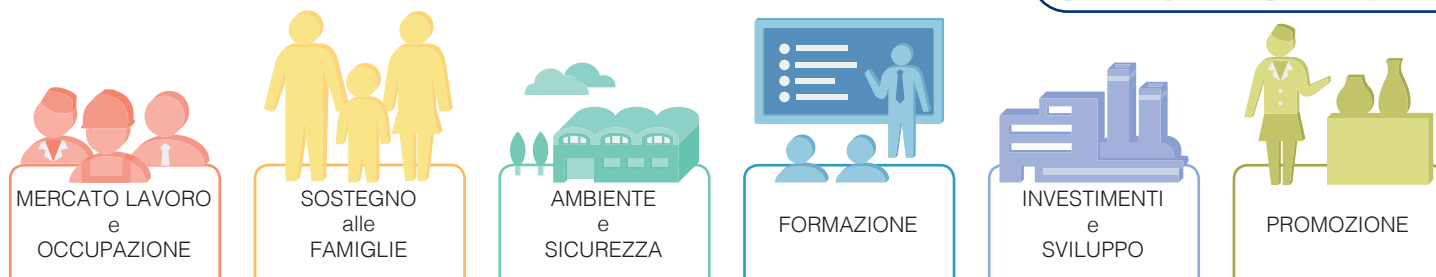 MERCATO LAVORO
e
OCCUPAZIONE
SOSTEGNO
alle
FAMIGLIE
AMBIENTE
e
SICUREZZA
FORMAZIONE
INVESTIMENTI
e
SVILUPPO
PROMOZIONE